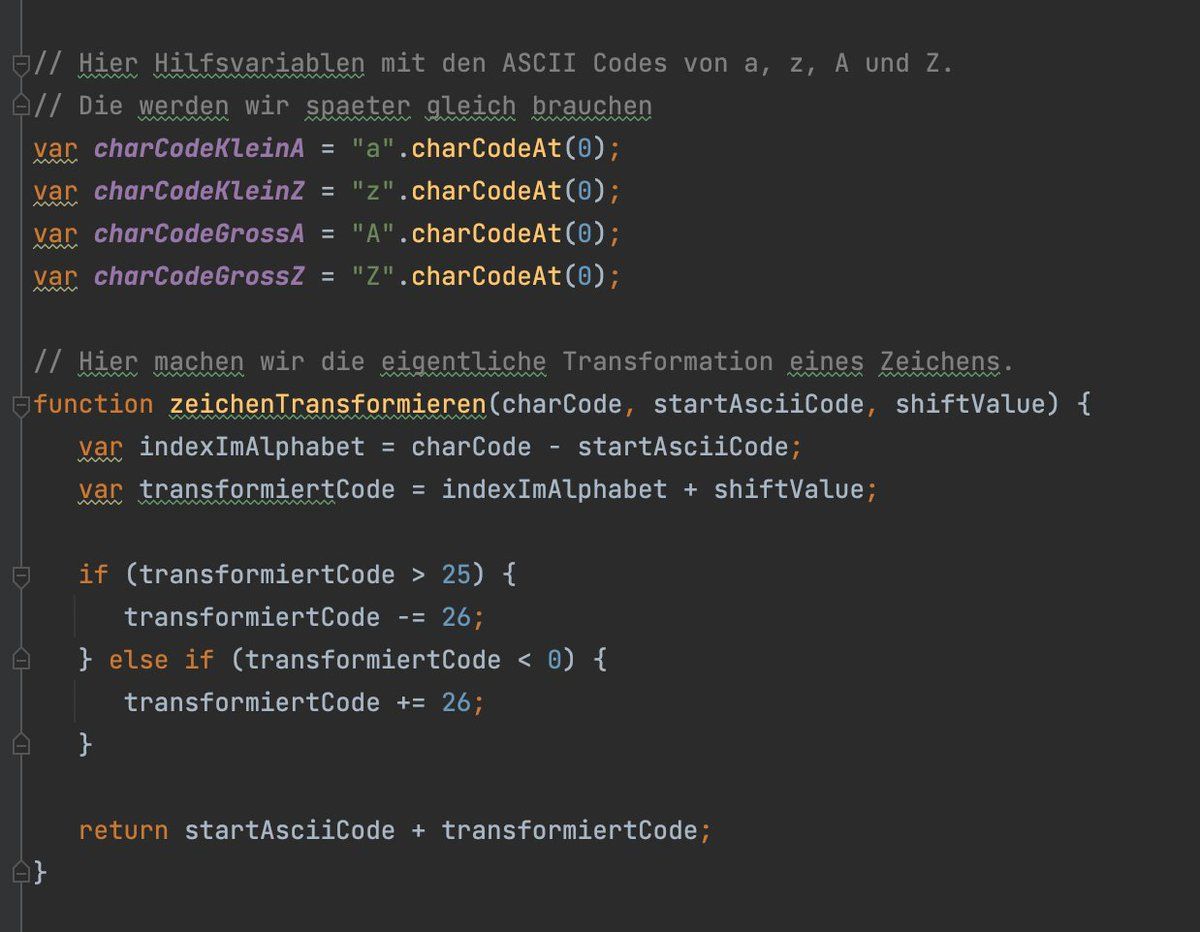 // Hier Hilfsvariablen mit den ASCII Codes von a, z, A und Z.
// Die werden wir spaeter gleich brauchen
var charCodeKleinA = "a".charCodeAt(0);
var charCodeKleinZ = "z".charCodeAt(0);
var charCodeGrossA = "A".charCodeAt(0);
var charCodeGrossZ = "Z".charCodeAt(0);
// Hier machen wir die eigentliche Transformation eines Zeichens.
function zeichenTransformieren(charCode, startAsciiCode, shiftValue) {
var indexImAlphabet = charCode - startAsciiCode;
var transformiertCode = indexImAlphabet + shiftValue;
if (transformiertCode > 25) {
transformiertCode -= 26;
} else if (transformiertCode < 0) {
transformiertCode += 26;
}
return startAsciiCode + transformiertCode;
}